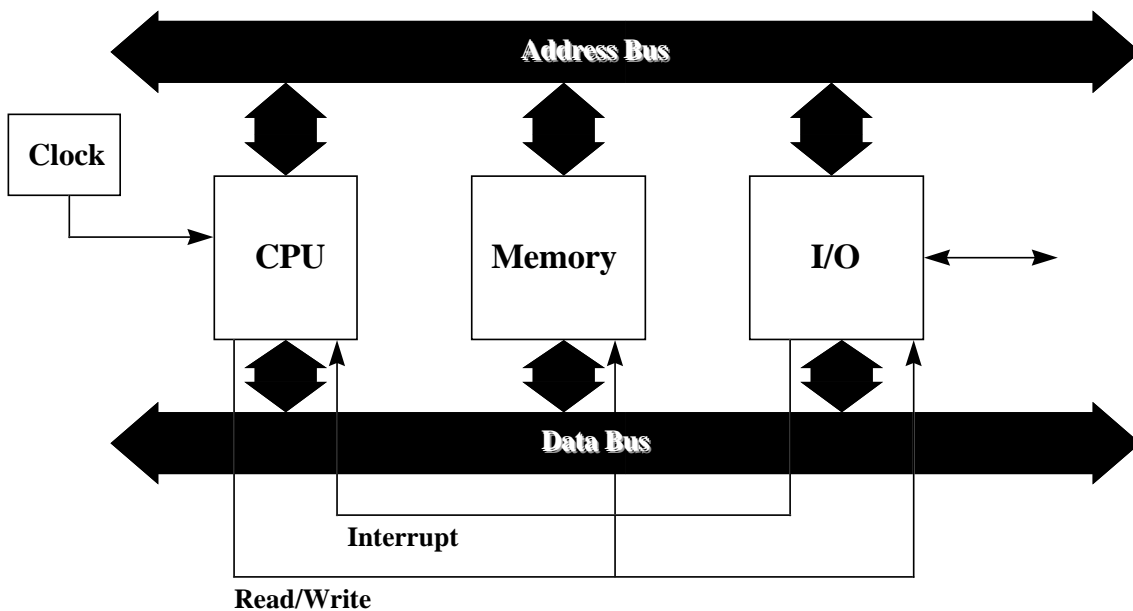 Address Bus
Clock
CPU
Memory
I/O
Data Bus
Interrupt
Read/Write